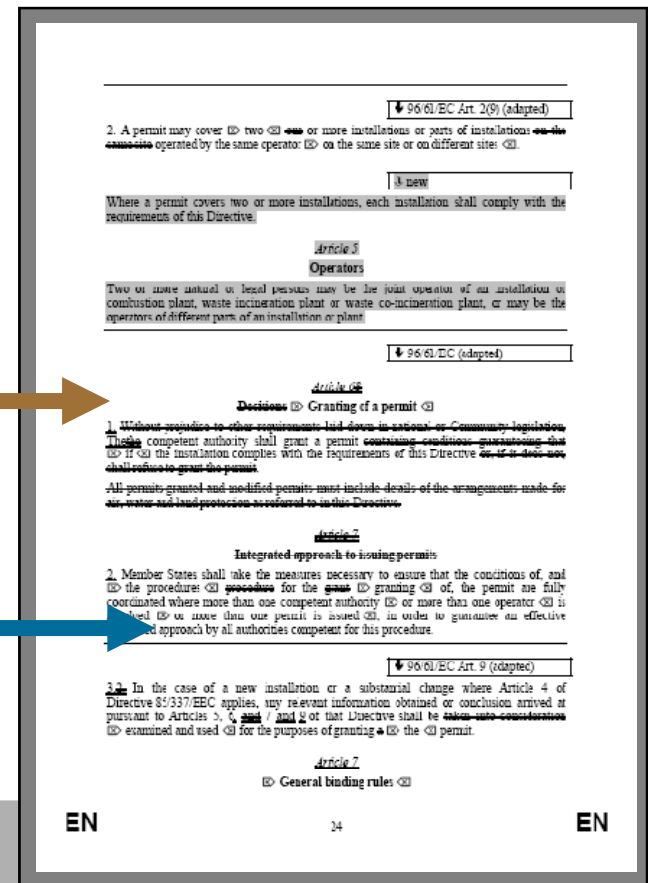 🡇 96/61/EC Art. 2(9) (adapted)
2. A permit may cover ⌦ two ⌫ one or more installations or parts of installations on the
same site operated by the same operator ⌦ on the same site or on different sites ⌫.
⇩ new
Where a permit covers two or more installations, each installation shall comply with the
requirements of this Directive.
Article 5
Operators
Two or more natural or legal persons may be the joint operator of an installation or
combustion plant, waste incineration plant or waste co-incineration plant, or may be the
operators of different parts of an installation or plant.
🡇 96/61/EC (adapted)
Article 68
Decisions ⌦ Granting of a permit ⌫
1. Without prejudice to other requirements laid down in national or Community legislation,
Thethe competent authority shall grant a permit containing conditions guaranteeing that
⌦ if ⌫ the installation complies with the requirements of this Directive or, if it does not,
shall refuse to grant the permit.
All permits granted and modified permits must include details of the arrangements made for
air, water and land protection as referred to in this Directive.
Article 7
Integrated approach to issuing permits
2. Member States shall take the measures necessary to ensure that the conditions of, and
⌦ the procedures ⌫ procedure for the grant ⌦ granting ⌫ of, the permit are fully
coordinated where more than one competent authority ⌦ or more than one operator ⌫ is
⌦ or more than one permit is issued ⌫, in order to guarantee an effective
approach by all authorities competent for this procedure.
🡇 96/61/EC Art. 9 (adapted)
3.2. In the case of a new installation or a substantial change where Article 4 of
Directive 85/337/EEC applies, any relevant information obtained or conclusion arrived at
pursuant to Articles 5, 6, and 7 and 9 of that Directive shall be taken into consideration
⌦ examined and used ⌫ for the purposes of granting a ⌦ the ⌫ permit.
Article 7
⌦ General binding rules ⌫
EN 24 EN